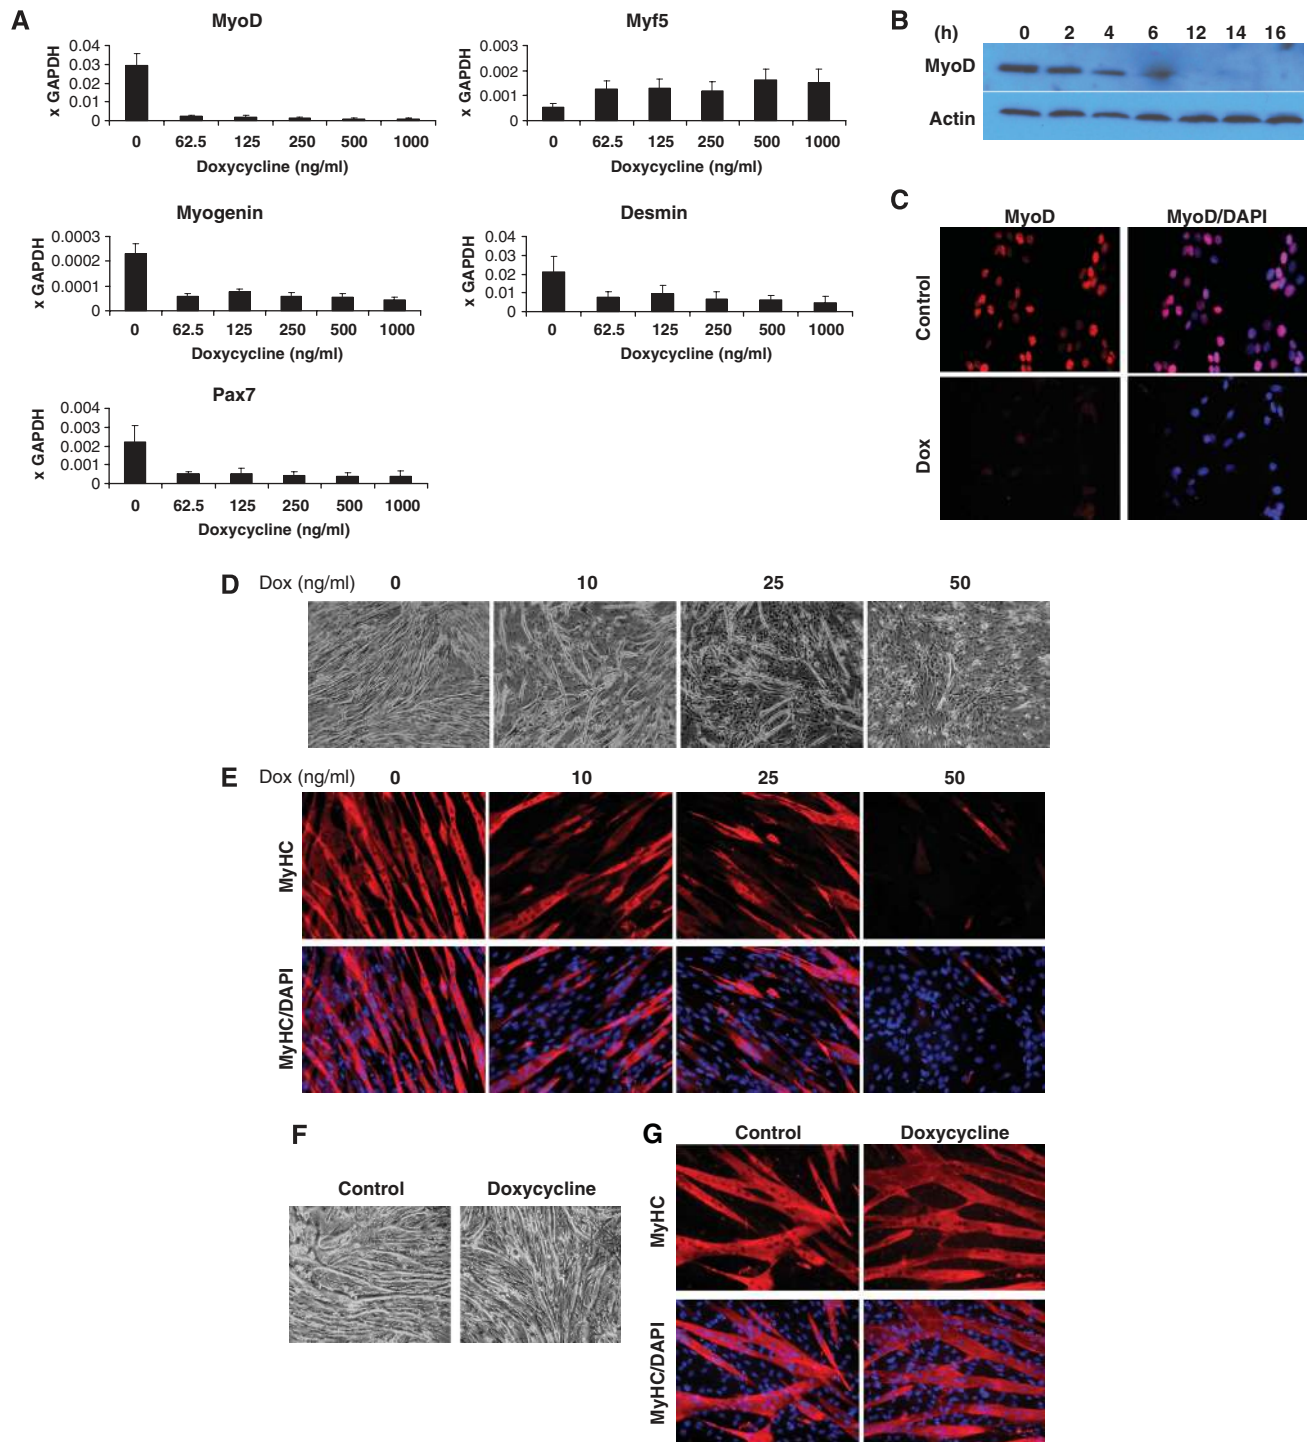 A
MyoD
x GAPDH
0.04
0.03
0.02
0.01
0
0 62.5 125 250 500 1000
Doxycycline (ng/ml)
Myf5
x GAPDH
0.003
0.002
0.001
0
0 62.5 125 250 500 1000
Doxycycline (ng/ml)
Myogenin
x GAPDH
0.0003
0.0002
0.0001
0
0 62.5 125 250 500 1000
Doxycycline (ng/ml)
Desmin
x GAPDH
0.04
0.03
0.02
0.01
0
0 62.5 125 250 500 1000
Doxycycline (ng/ml)
Pax7
x GAPDH
0.004
0.003
0.002
0.001
0
0 62.5 125 250 500 1000
Doxycycline (ng/ml)
B
(h) 0 2 4 6 12 14 16
MyoD
Actin
C
MyoD MyoD/DAPI
Control
Dox
D Dox (ng/ml) 0 10 25 50
E Dox (ng/ml) 0 10 25 50
MyHC
MyHC/DAPI
F
Control Doxycycline
G
Control Doxycycline
MyHC
MyHC/DAPI